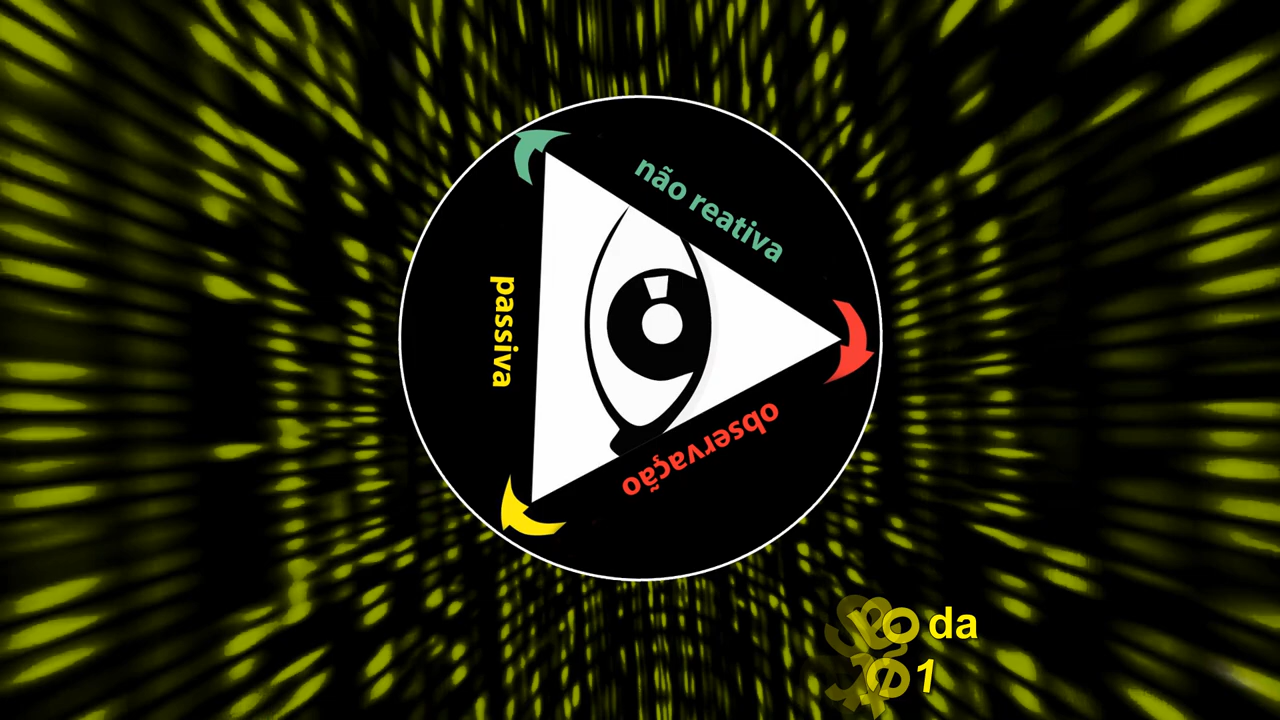 não reativa
observação
passiva
da
1